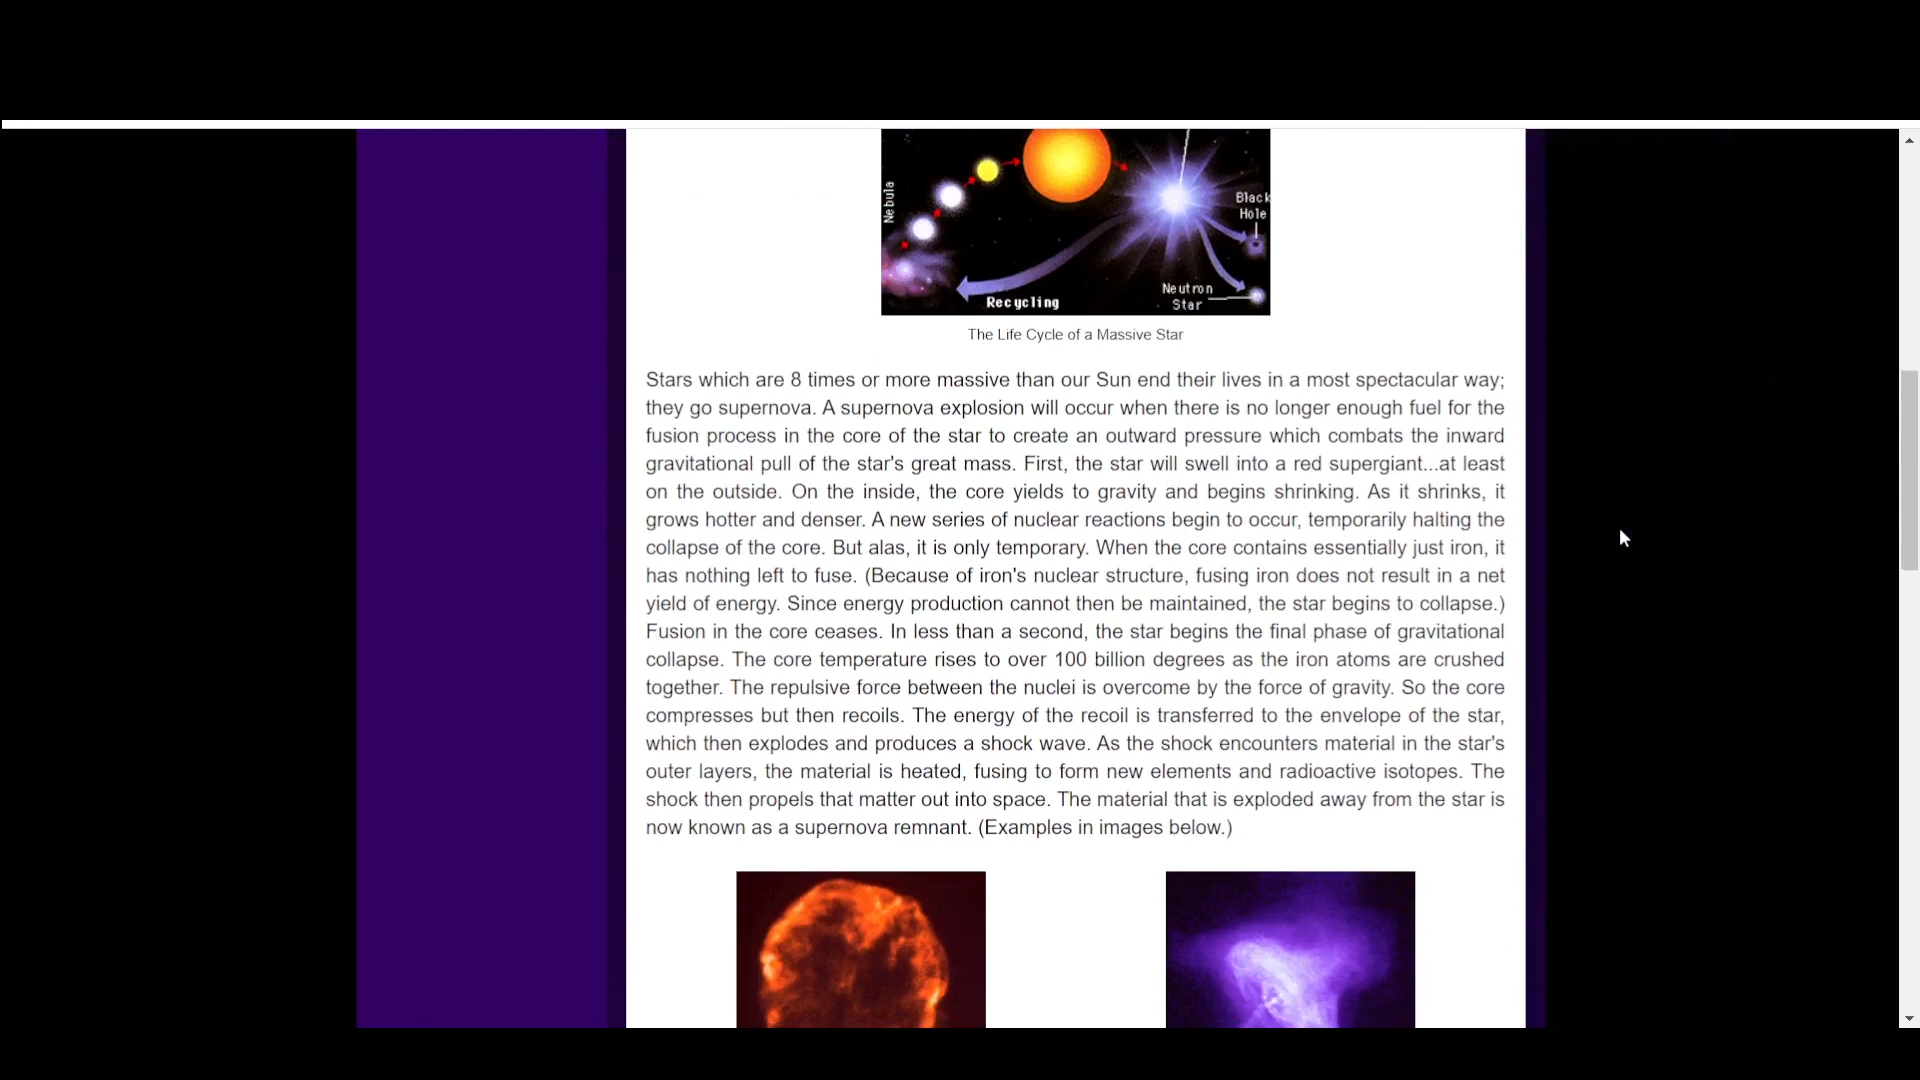 Nebula
Black
Hole
Neutron
Star
Recycling
The Life Cycle of a Massive Star
Stars which are 8 times or more massive than our Sun end their lives in a most spectacular way;
they go supernova. A supernova explosion will occur when there is no longer enough fuel for the
fusion process in the core of the star to create an outward pressure which combats the inward
gravitational pull of the star's great mass. First, the star will swell into a red supergiant...at least
on the outside. On the inside, the core yields to gravity and begins shrinking. As it shrinks, it
grows hotter and denser. A new series of nuclear reactions begin to occur, temporarily halting the
collapse of the core. But alas, it is only temporary. When the core contains essentially just iron, it
has nothing left to fuse. (Because of iron's nuclear structure, fusing iron does not result in a net
yield of energy. Since energy production cannot then be maintained, the star begins to collapse.)
Fusion in the core ceases. In less than a second, the star begins the final phase of gravitational
collapse. The core temperature rises to over 100 billion degrees as the iron atoms are crushed
together. The repulsive force between the nuclei is overcome by the force of gravity. So the core
compresses but then recoils. The energy of the recoil is transferred to the envelope of the star,
which then explodes and produces a shock wave. As the shock encounters material in the star's
outer layers, the material is heated, fusing to form new elements and radioactive isotopes. The
shock then propels that matter out into space. The material that is exploded away from the star is
now known as a supernova remnant. (Examples in images below.)